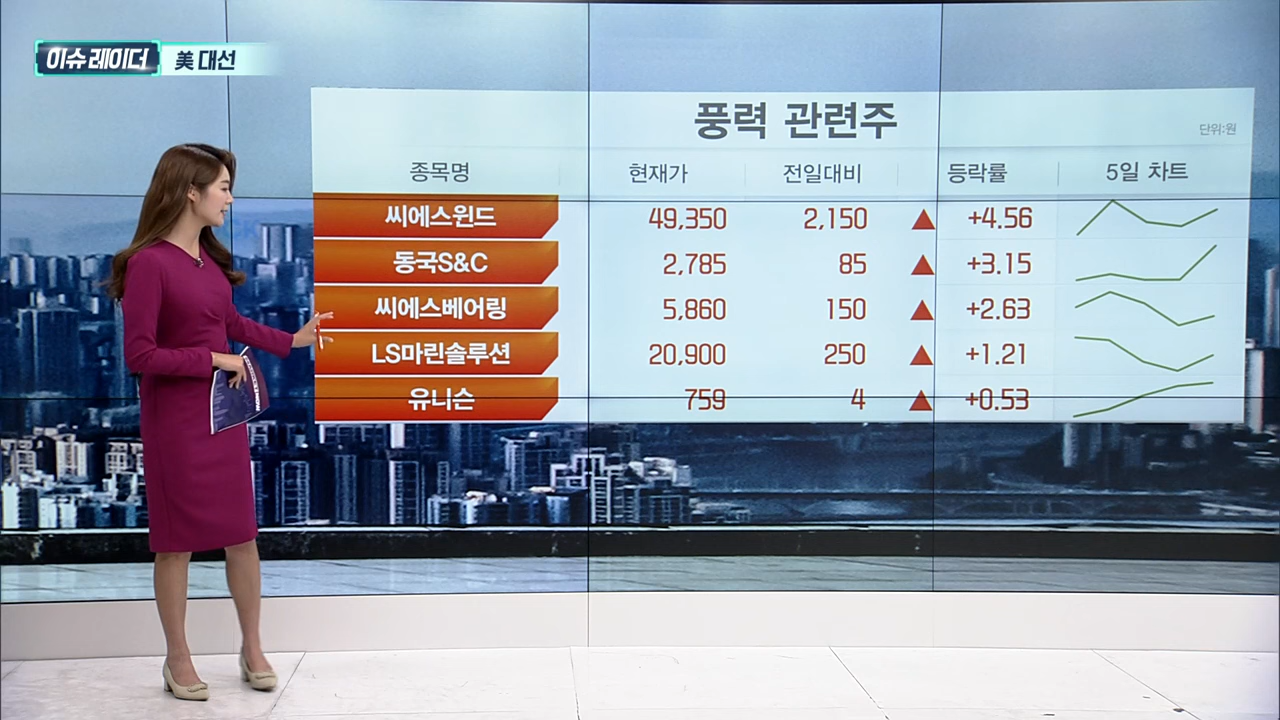 이슈 레이더 美 대선
풍력 관련주
단위:원
종목명 현재가 전일대비 등락률 5일 차트
씨에스윈드 49,350 2,150 ▲ +4.56
동국S&C 2,785 85 ▲ +3.15
씨에스베어링 5,860 150 ▲ +2.63
LS마린솔루션 20,900 250 ▲ +1.21
유니슨 759 4 ▲ +0.53